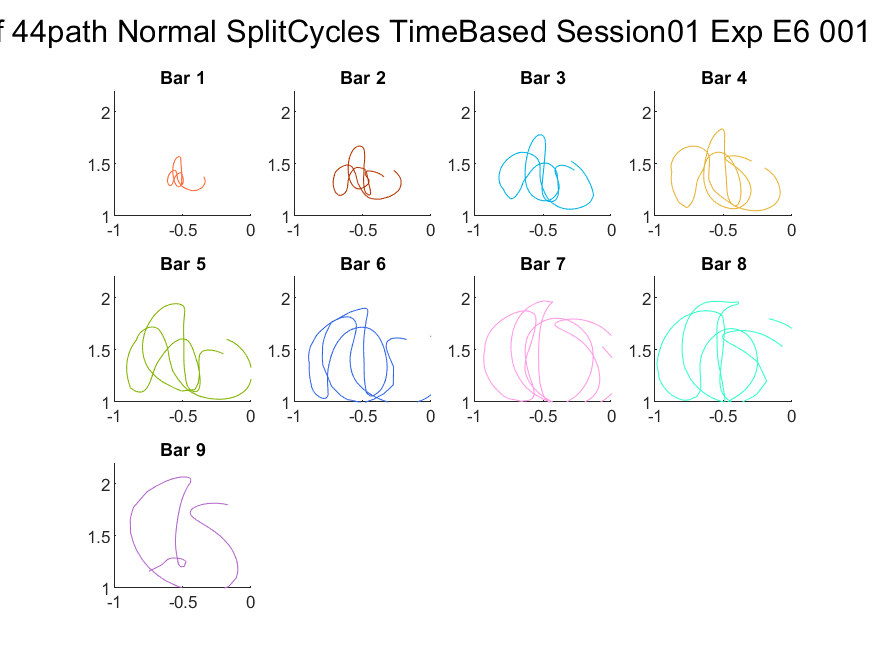 f 44path Normal SplitCycles TimeBased Session01 Exp E6 001
Bar 1 Bar 2 Bar 3 Bar 4
2 2 2 2
1.5 1.5 1.5 1.5
1 1 1 1
-1 -0.5 0 -1 -0.5 0 -1 -0.5 0 -1 -0.5 0
Bar 5 Bar 6 Bar 7 Bar 8
2 2 2 2
1.5 1.5 1.5 1.5
1 1 1 1
-1 -0.5 0 -1 -0.5 0 -1 -0.5 0 -1 -0.5 0
Bar 9
2
1.5
1
-1 -0.5 0